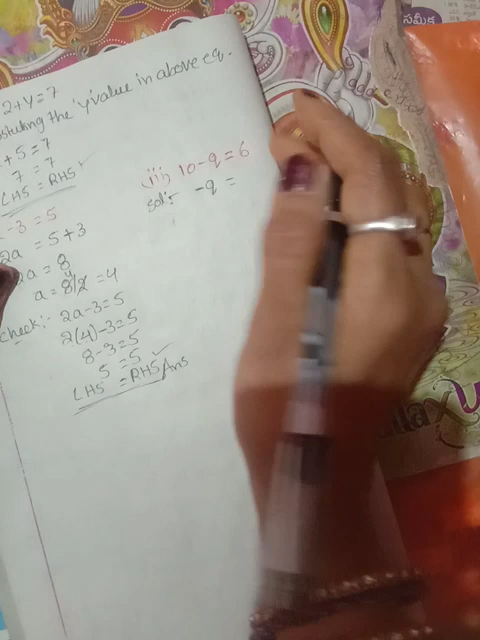 2+y=7
the 'y' value in above eq.
+5 = 7
7 = 7
LHS = RHS
-3 = 5
2a = 5+3
2a = 8
a = 8/2 = 4
check:- 2a-3=5
2(4)-3=5
8-3=5
5 = 5
LHS = RHS Ans
(iii) 10-q=6
sol:- -q =
సమీక్ష